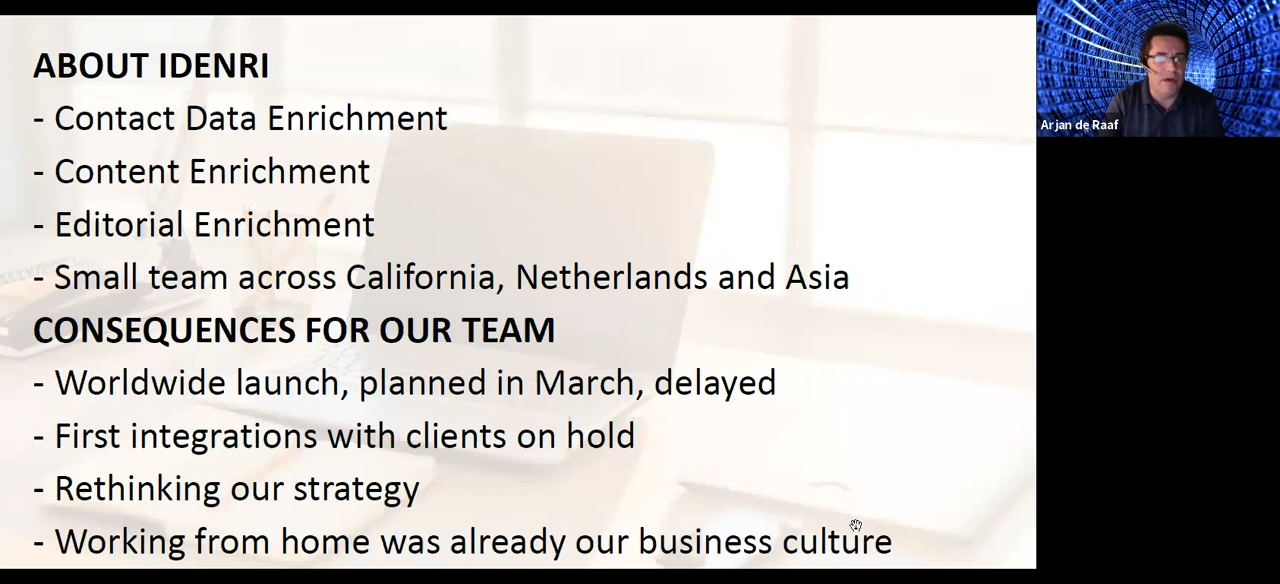 ABOUT IDENRI
- Contact Data Enrichment
- Content Enrichment
- Editorial Enrichment
- Small team across California, Netherlands and Asia
CONSEQUENCES FOR OUR TEAM
- Worldwide launch, planned in March, delayed
- First integrations with clients on hold
- Rethinking our strategy
- Working from home was already our business culture
Arjan de Raaf